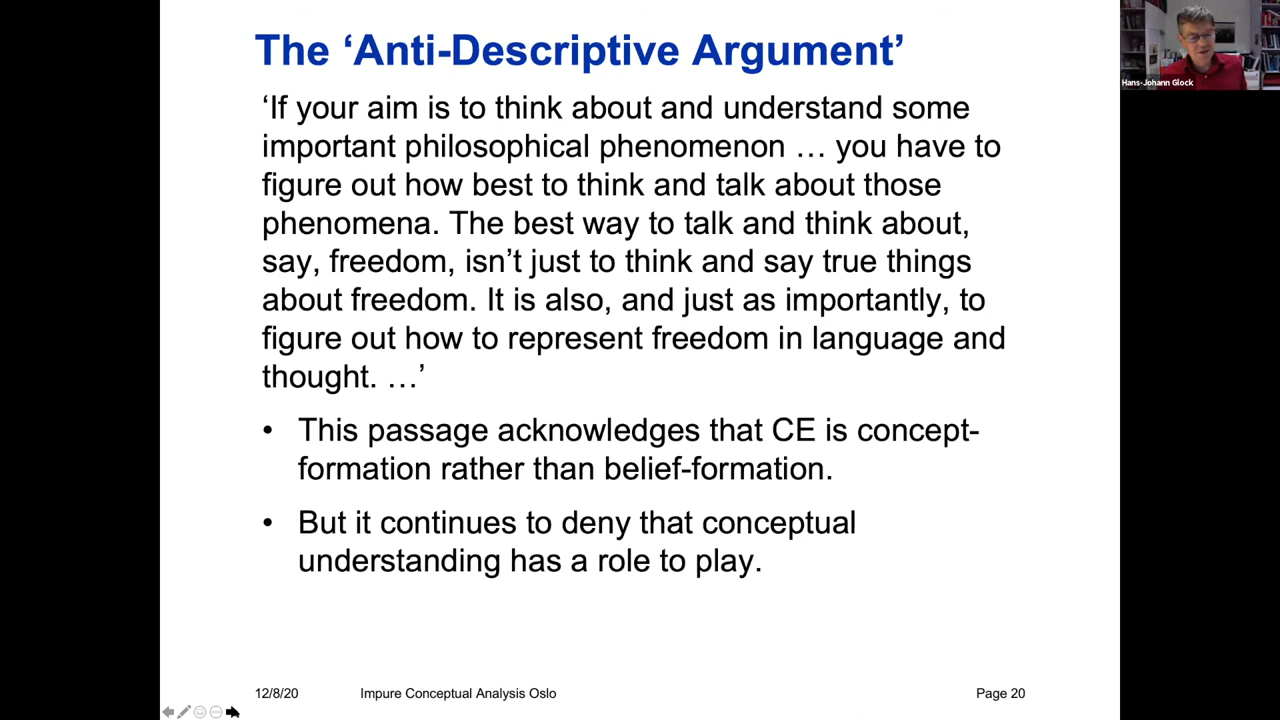 The ‘Anti-Descriptive Argument’
‘If your aim is to think about and understand some
important philosophical phenomenon … you have to
figure out how best to think and talk about those
phenomena. The best way to talk and think about,
say, freedom, isn’t just to think and say true things
about freedom. It is also, and just as importantly, to
figure out how to represent freedom in language and
thought. …’
• This passage acknowledges that CE is concept-
formation rather than belief-formation.
• But it continues to deny that conceptual
understanding has a role to play.
12/8/20 Impure Conceptual Analysis Oslo Page 20
Hans-Johann Glock